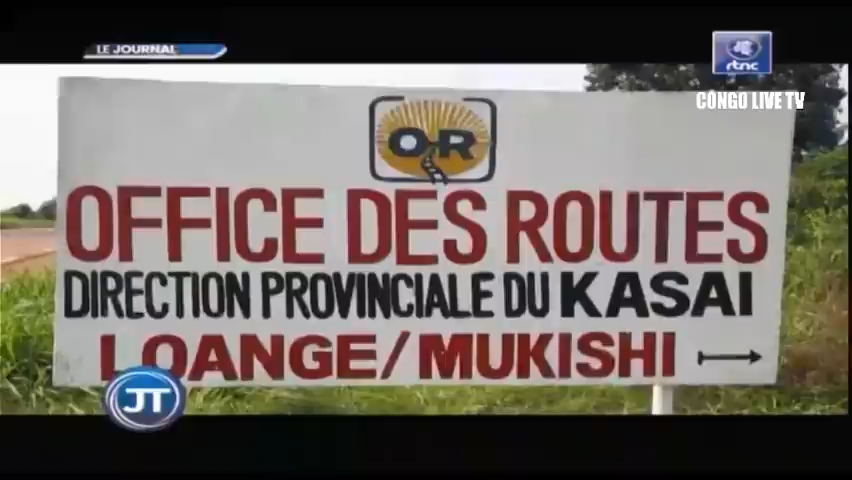 LE JOURNAL
rtnc
CONGO LIVE TV
OR
OFFICE DES ROUTES
DIRECTION PROVINCIALE DU KASAI
LOANGE/MUKISHI
JT